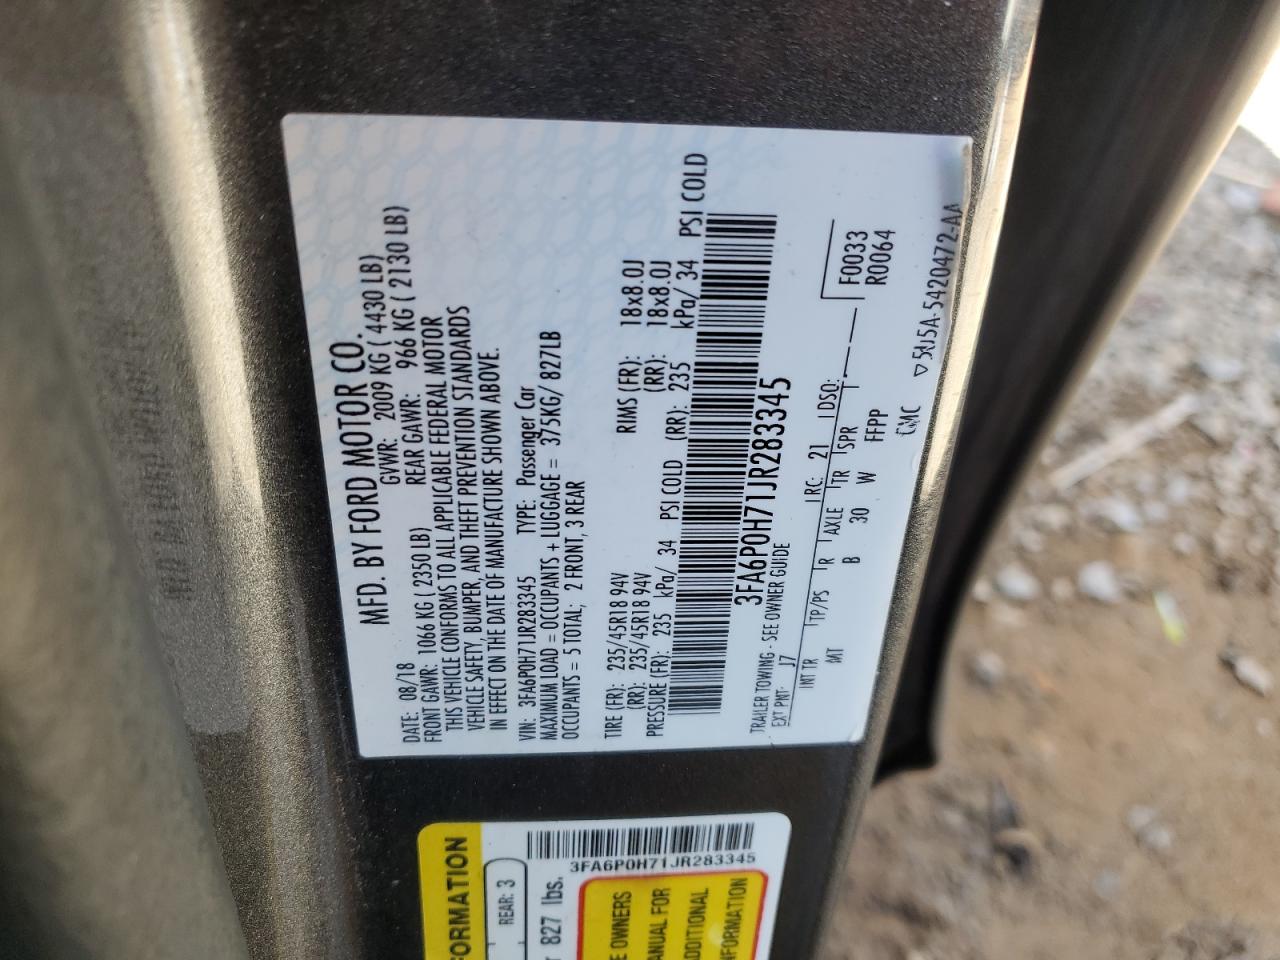 MFD. BY FORD MOTOR CO.
DATE: 08/18 GVWR: 2009 KG ( 4430 LB)
FRONT GAWR: 1066 KG ( 2350 LB) REAR GAWR: 966 KG ( 2130 LB)
THIS VEHICLE CONFORMS TO ALL APPLICABLE FEDERAL MOTOR
VEHICLE SAFETY, BUMPER, AND THEFT PREVENTION STANDARDS
IN EFFECT ON THE DATE OF MANUFACTURE SHOWN ABOVE.
VIN: 3FA6P0H71JR283345 TYPE: Passenger Car
MAXIMUM LOAD = OCCUPANTS + LUGGAGE = 375KG/ 827LB
OCCUPANTS = 5 TOTAL; 2 FRONT, 3 REAR
TIRE (FR): 235/45R18 94V RIMS (FR): 18x8.0J
(RR): 235/45R18 94V (RR): 18x8.0J
PRESSURE (FR): 235 kPa/ 34 PSI COLD (RR): 235 kPa/ 34 PSI COLD
3FA6P0H71JR283345
TRAILER TOWING - SEE OWNER GUIDE
EXT PNT: J7 RC: 21 DSO: F0033
INT TR TP/PS R AXLE TR SPR R0064
MT B 30 W FFPP
GMC 5U5A-5420472-AA
3FA6P0H71JR283345
FORMATION
REAR: 3
827 lbs.
OWNERS
MANUAL FOR
ADDITIONAL
INFORMATION